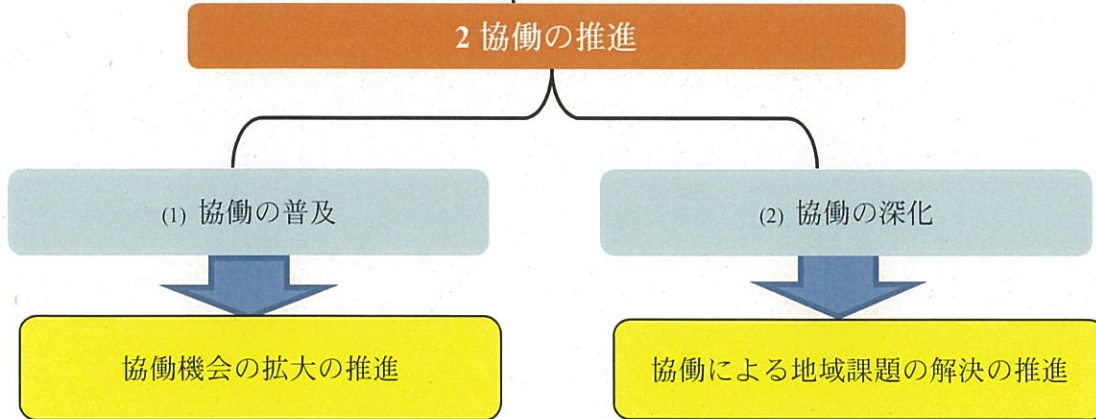 2 協働の推進
(1) 協働の普及
(2) 協働の深化
協働機会の拡大の推進
協働による地域課題の解決の推進